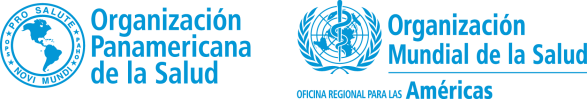 PRO SALUTE
NOVI MUNDI
Organización
Panamericana
de la Salud
Organización
Mundial de la Salud
OFICINA REGIONAL PARA LAS Américas